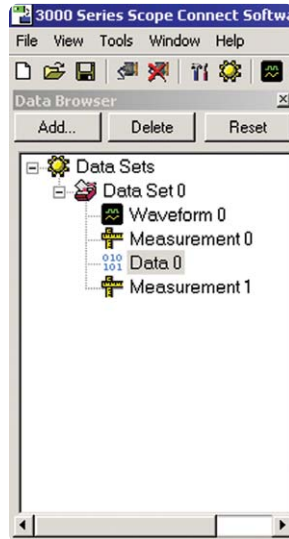 3000 Series Scope Connect Softwa
File View Tools Window Help
Data Browser
Add... Delete Reset
Data Sets
Data Set 0
Waveform 0
Measurement 0
010
101 Data 0
Measurement 1